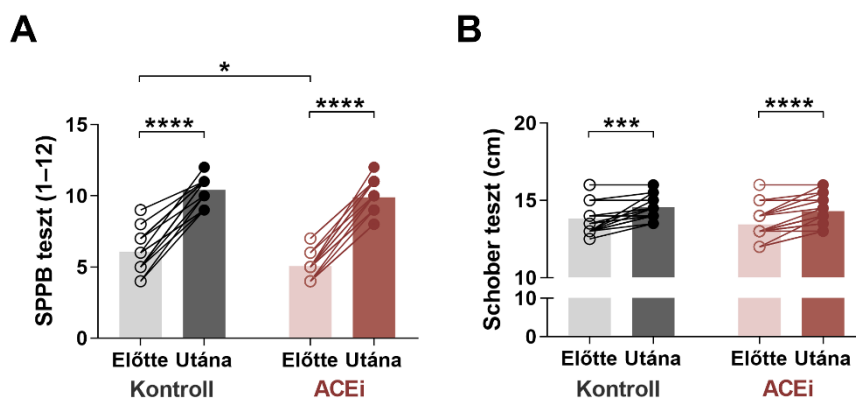 A
SPPB teszt (1–12)
15
10
5
0
*
****
****
Előtte Utána Előtte Utána
Kontroll ACEi
B
Schober teszt (cm)
20
15
10
10
0
***
****
Előtte Utána Előtte Utána
Kontroll ACEi